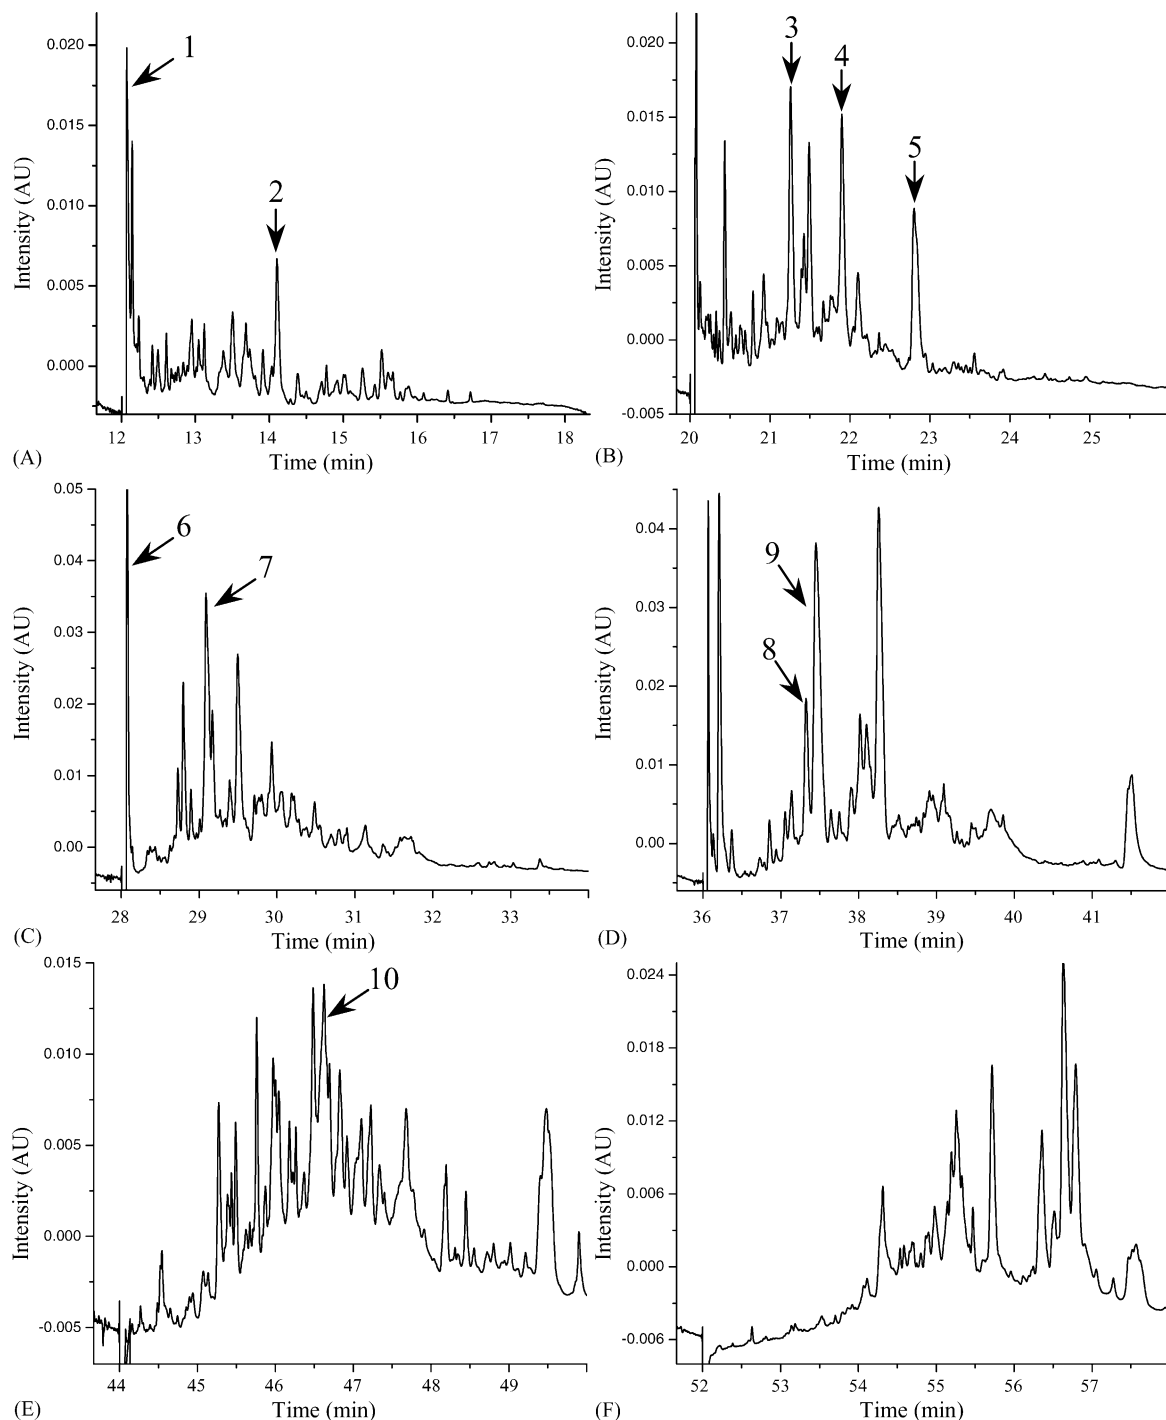 1
2
0.020
0.015
0.010
0.005
0.000
Intensity (AU)
12 13 14 15 16 17 18
Time (min)
(A)
3
4
5
0.020
0.015
0.010
0.005
0.000
-0.005
Intensity (AU)
20 21 22 23 24 25
Time (min)
(B)
6
7
0.05
0.04
0.03
0.02
0.01
0.00
Intensity (AU)
28 29 30 31 32 33
Time (min)
(C)
9
8
0.04
0.03
0.02
0.01
0.00
Intensity (AU)
36 37 38 39 40 41
Time (min)
(D)
10
0.015
0.010
0.005
0.000
-0.005
Intensity (AU)
44 45 46 47 48 49
Time (min)
(E)
0.024
0.018
0.012
0.006
0.000
-0.006
Intensity (AU)
52 53 54 55 56 57
Time (min)
(F)